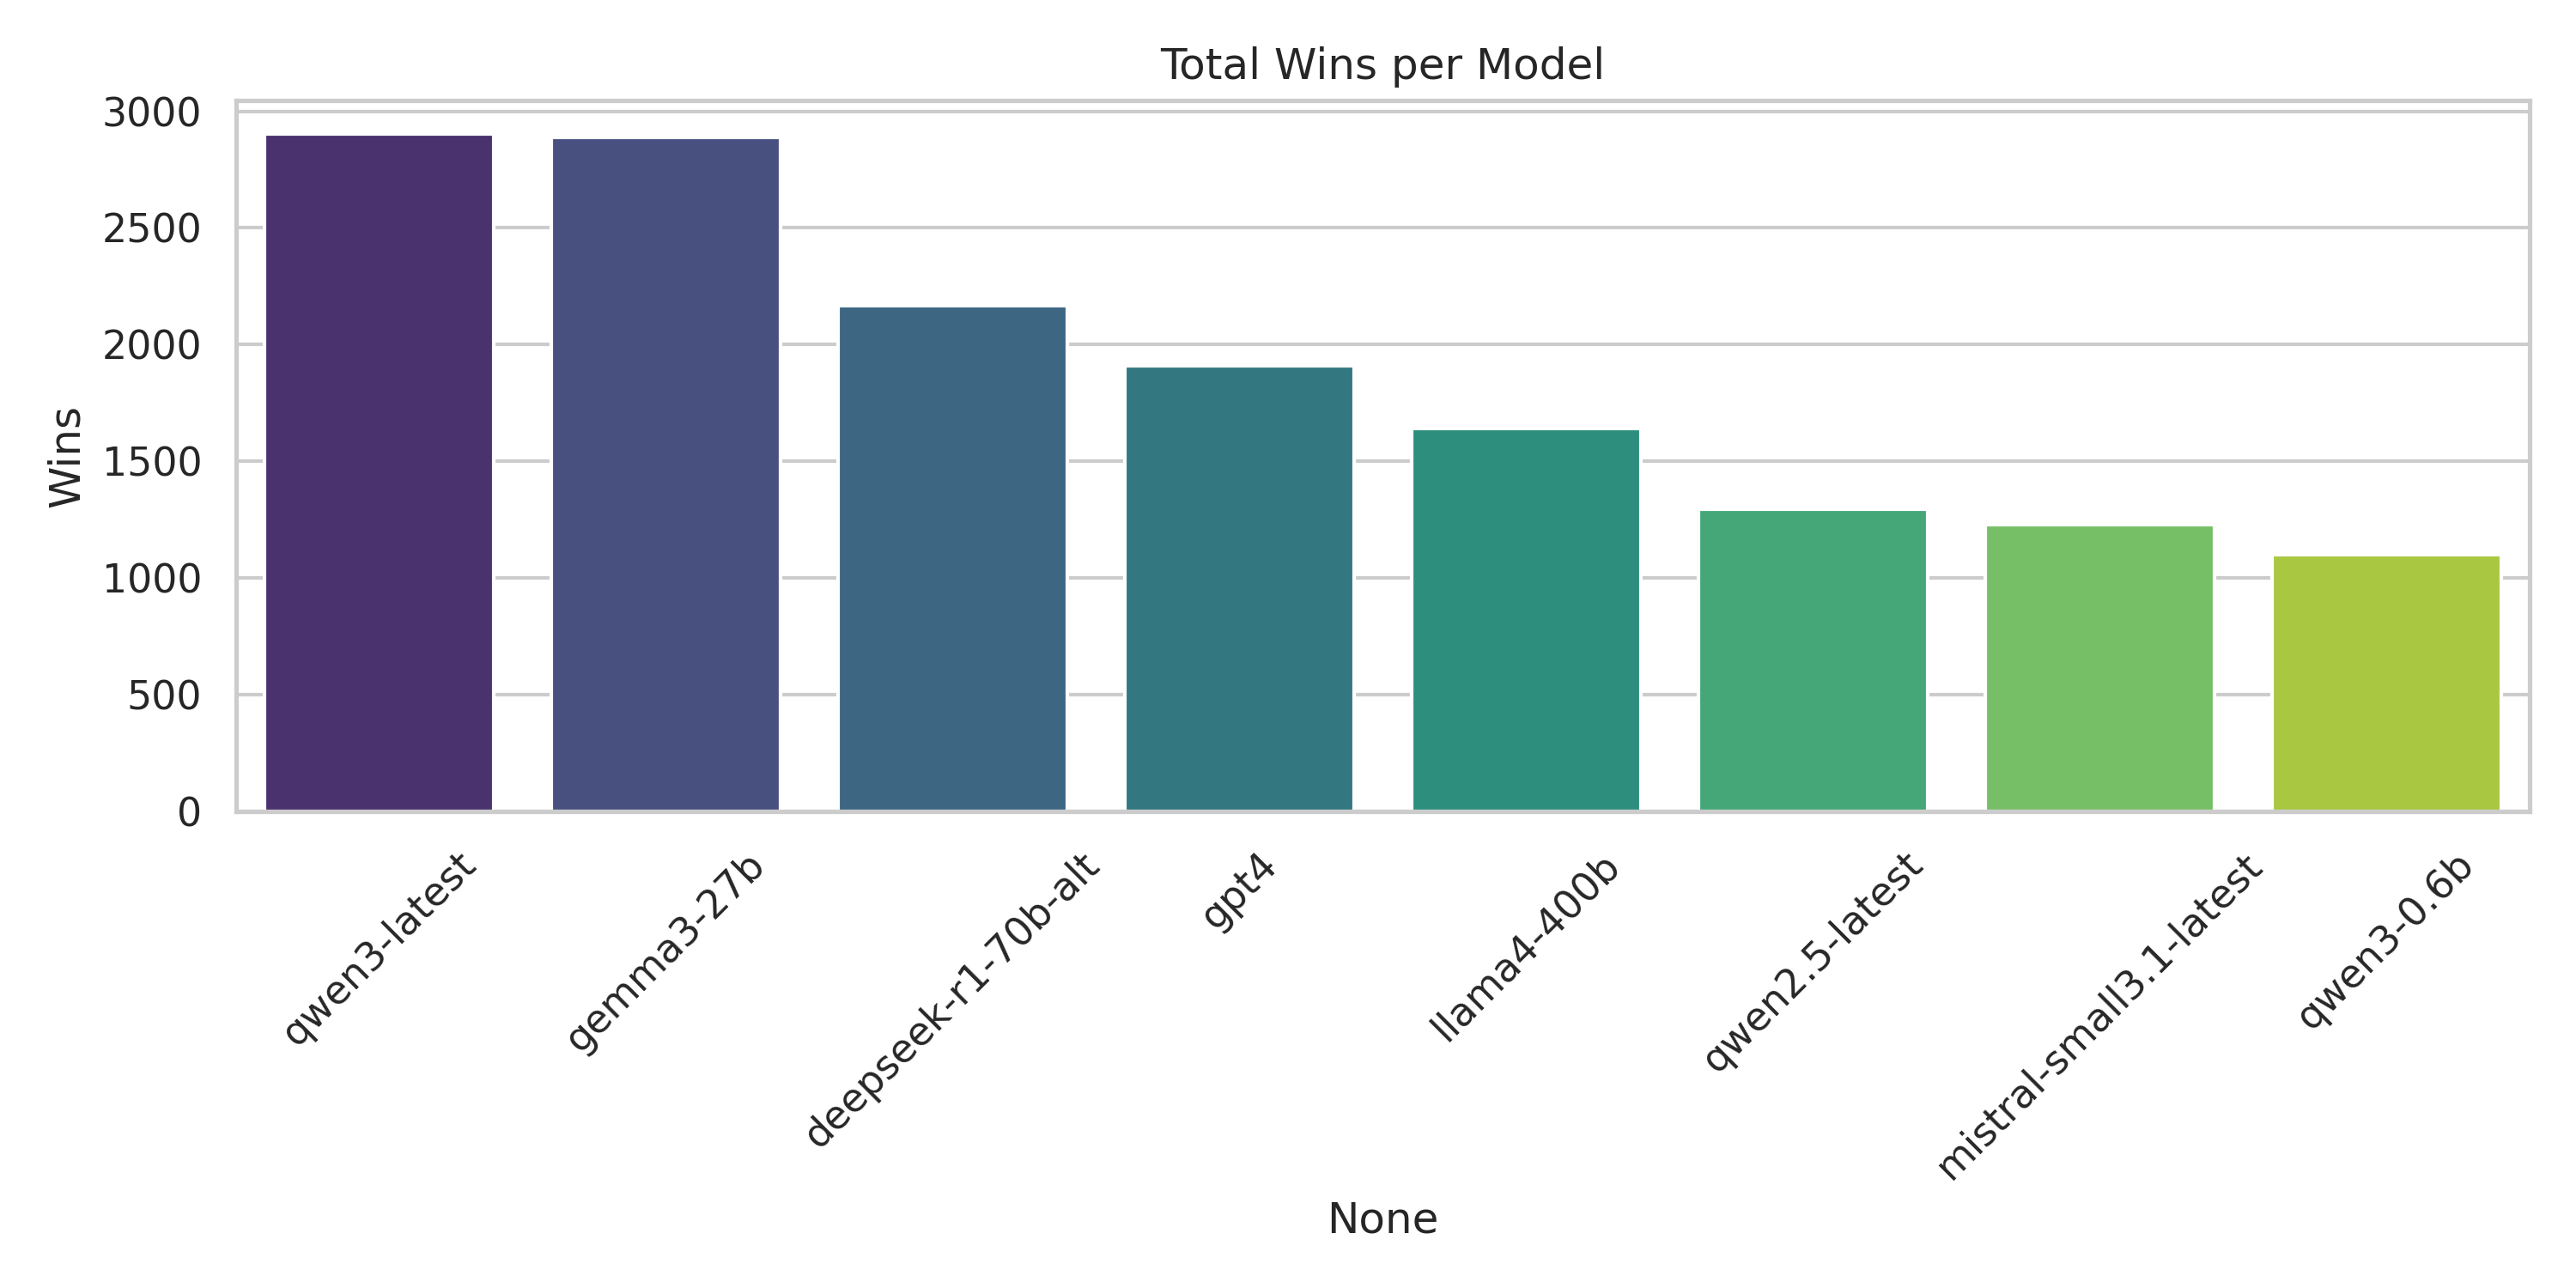 Total Wins per Model
3000
2500
2000
1500
1000
500
0
Wins
qwen3-latest
gemma3-27b
deepseek-r1-70b-alt
gpt4
llama4-400b
qwen2.5-latest
mistral-small3.1-latest
qwen3-0.6b
None